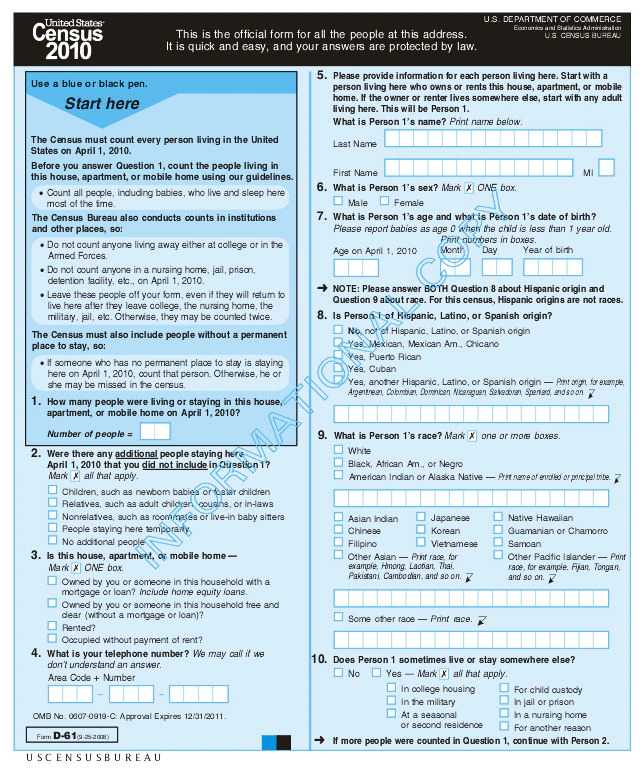 United States®
Census
2010
This is the official form for all the people at this address.
It is quick and easy, and your answers are protected by law.
U.S. DEPARTMENT OF COMMERCE
Economics and Statistics Administration
U.S. CENSUS BUREAU
Use a blue or black pen.
Start here
The Census must count every person living in the United
States on April 1, 2010.
Before you answer Question 1, count the people living in
this house, apartment, or mobile home using our guidelines.
• Count all people, including babies, who live and sleep here
most of the time.
The Census Bureau also conducts counts in institutions
and other places, so:
• Do not count anyone living away either at college or in the
Armed Forces.
• Do not count anyone in a nursing home, jail, prison,
detention facility, etc., on April 1, 2010.
• Leave these people off your form, even if they will return to
live here after they leave college, the nursing home, the
military, jail, etc. Otherwise, they may be counted twice.
The Census must also include people without a permanent
place to stay, so:
• If someone who has no permanent place to stay is staying
here on April 1, 2010, count that person. Otherwise, he or
she may be missed in the census.
1. How many people were living or staying in this house,
apartment, or mobile home on April 1, 2010?
Number of people =
2. Were there any additional people staying here
April 1, 2010 that you did not include in Question 1?
Mark X all that apply.
Children, such as newborn babies or foster children
Relatives, such as adult children, cousins, or in-laws
Nonrelatives, such as roommates or live-in baby sitters
People staying here temporarily
No additional people
3. Is this house, apartment, or mobile home —
Mark X ONE box.
Owned by you or someone in this household with a
mortgage or loan? Include home equity loans.
Owned by you or someone in this household free and
clear (without a mortgage or loan)?
Rented?
Occupied without payment of rent?
4. What is your telephone number? We may call if we
don't understand an answer.
Area Code + Number
– –
OMB No. 0607-0919-C: Approval Expires 12/31/2011.
Form D-61 (9-25-2008)
USCENSUSBUREAU
5. Please provide information for each person living here. Start with a
person living here who owns or rents this house, apartment, or mobile
home. If the owner or renter lives somewhere else, start with any adult
living here. This will be Person 1.
What is Person 1's name? Print name below.
Last Name
First Name MI
6. What is Person 1's sex? Mark X ONE box.
Male Female
7. What is Person 1's age and what is Person 1's date of birth?
Please report babies as age 0 when the child is less than 1 year old.
Print numbers in boxes.
Age on April 1, 2010 Month Day Year of birth
➔ NOTE: Please answer BOTH Question 8 about Hispanic origin and
Question 9 about race. For this census, Hispanic origins are not races.
8. Is Person 1 of Hispanic, Latino, or Spanish origin?
No, not of Hispanic, Latino, or Spanish origin
Yes, Mexican, Mexican Am., Chicano
Yes, Puerto Rican
Yes, Cuban
Yes, another Hispanic, Latino, or Spanish origin — Print origin, for example,
Argentinean, Colombian, Dominican, Nicaraguan, Salvadoran, Spaniard, and so on.
9. What is Person 1's race? Mark X one or more boxes.
White
Black, African Am., or Negro
American Indian or Alaska Native — Print name of enrolled or principal tribe.
Asian Indian Japanese Native Hawaiian
Chinese Korean Guamanian or Chamorro
Filipino Vietnamese Samoan
Other Asian — Print race, for
example, Hmong, Laotian, Thai,
Pakistani, Cambodian, and so on.
Other Pacific Islander — Print
race, for example, Fijian, Tongan,
and so on.
Some other race — Print race.
10. Does Person 1 sometimes live or stay somewhere else?
No Yes — Mark X all that apply.
In college housing For child custody
In the military In jail or prison
At a seasonal
or second residence
In a nursing home
For another reason
➔ If more people were counted in Question 1, continue with Person 2.
INFORMATIONAL COPY